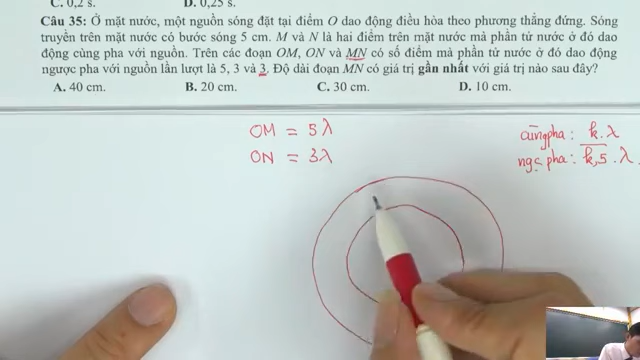 C. 0,2 s. D. 0,25 s.
Câu 35: Ở mặt nước, một nguồn sóng đặt tại điểm O dao động điều hòa theo phương thẳng đứng. Sóng
truyền trên mặt nước có bước sóng 5 cm. M và N là hai điểm trên mặt nước mà phần tử nước ở đó dao
động cùng pha với nguồn. Trên các đoạn OM, ON và MN có số điểm mà phần tử nước ở đó dao động
ngược pha với nguồn lần lượt là 5, 3 và 3. Độ dài đoạn MN có giá trị gần nhất với giá trị nào sau đây?
A. 40 cm. B. 20 cm. C. 30 cm. D. 10 cm.
OM = 5λ
ON = 3λ
cùng pha: k.λ
ngc pha: k,5.λ